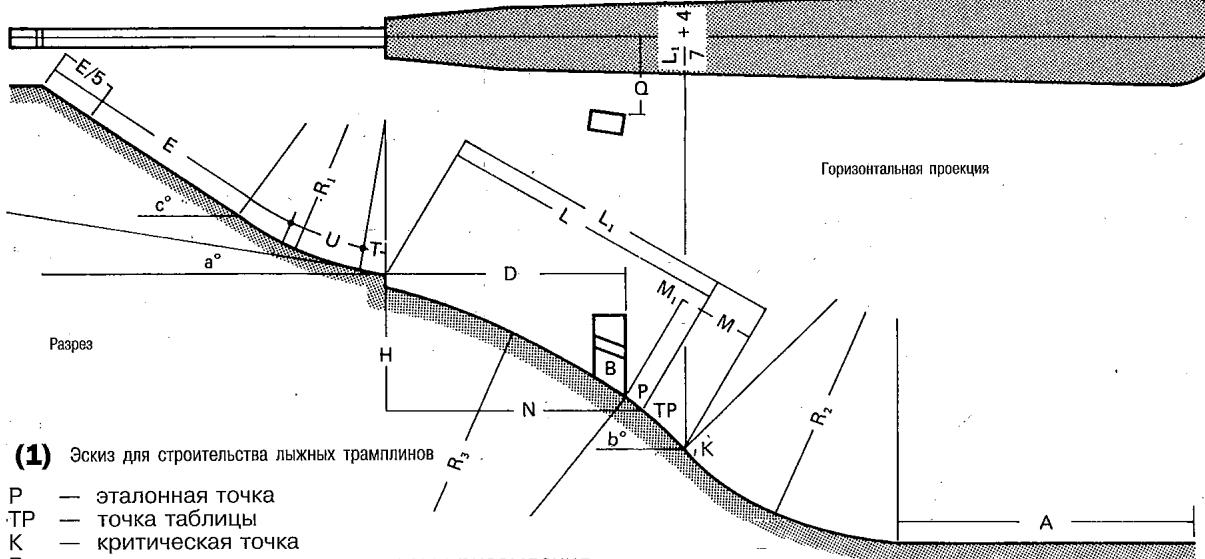 L₁/7 + 4
Q
E/5
E
Горизонтальная проекция
R₁
c°
U
T
L
L₁
a°
D
M₁
M
Разрез
H
B
P
N
TP
R₂
b°
K
(1) Эскиз для строительства лыжных трамплинов
R₃
P — эталонная точка
TP — точка таблицы
K — критическая точка
A